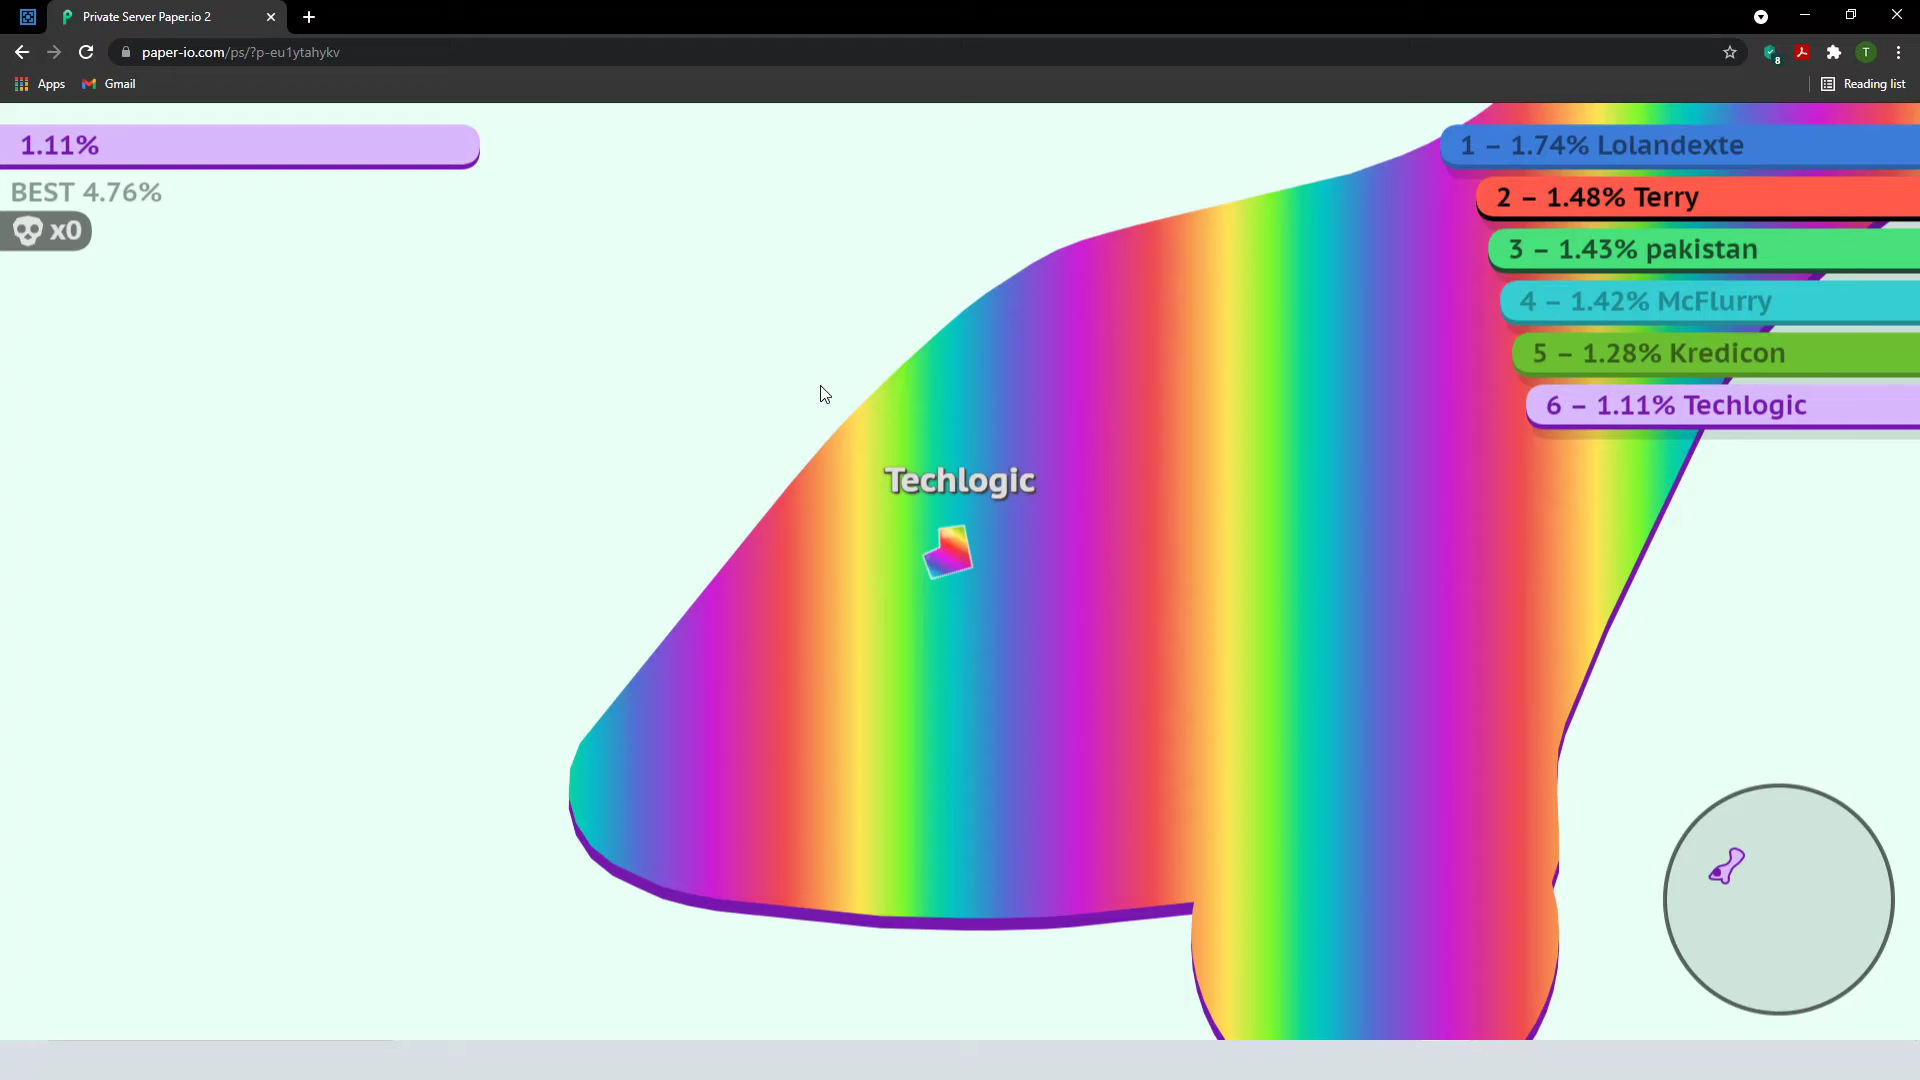 Private Server Paper.io 2
paper-io.com/ps/?p-eu1ytahykv
8
T
Apps
Gmail
Reading list
1.11%
BEST 4.76%
x0
1 – 1.74% Lolandexte
2 – 1.48% Terry
3 – 1.43% pakistan
4 – 1.42% McFlurry
5 – 1.28% Kredicon
6 – 1.11% Techlogic
Techlogic